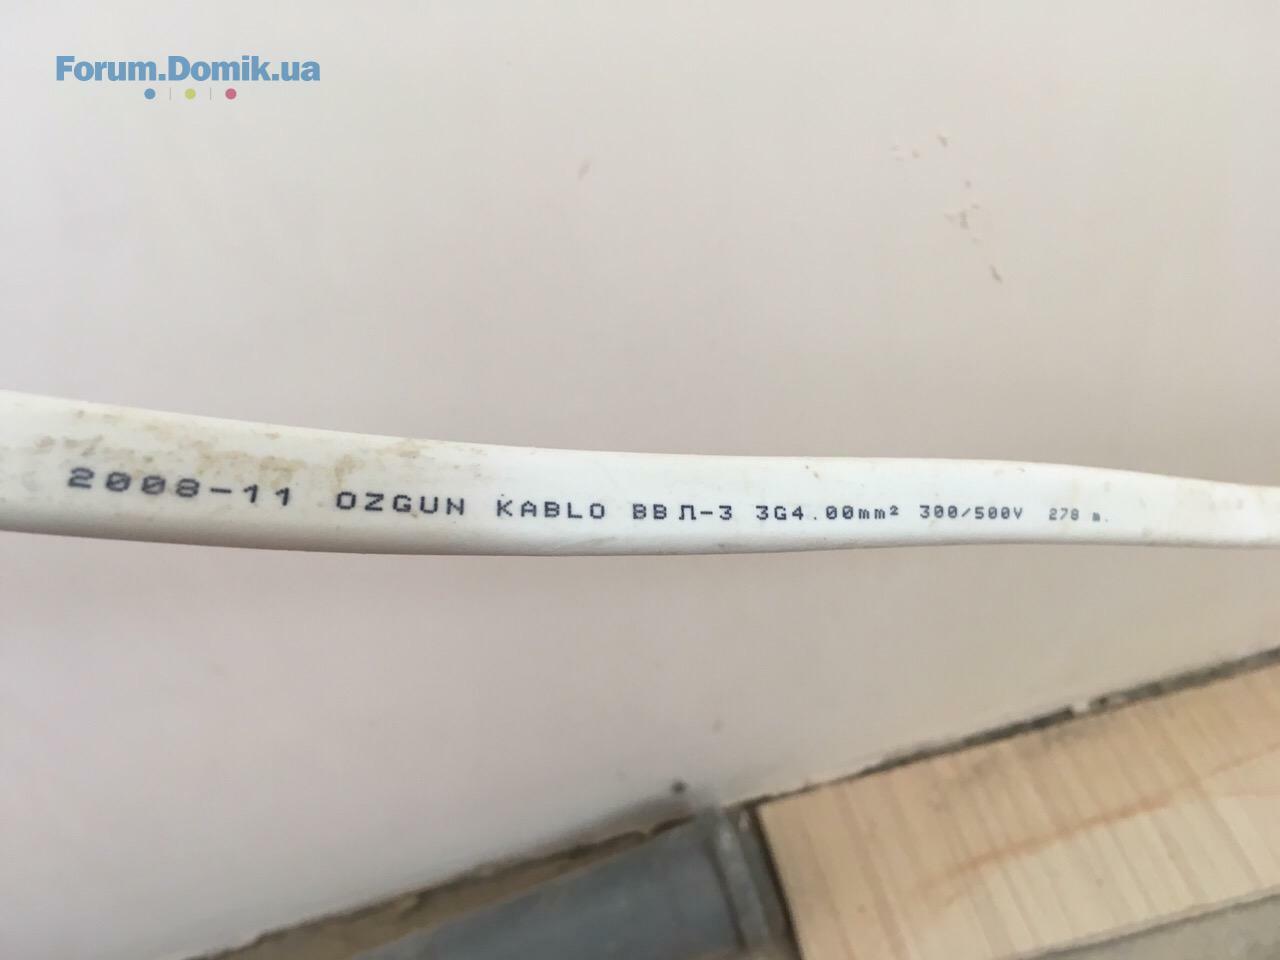 Forum.Domik.ua
2008-11 OZGUN KABLO ВВЛ-3 3G4.00mm² 300/500V 278 m.